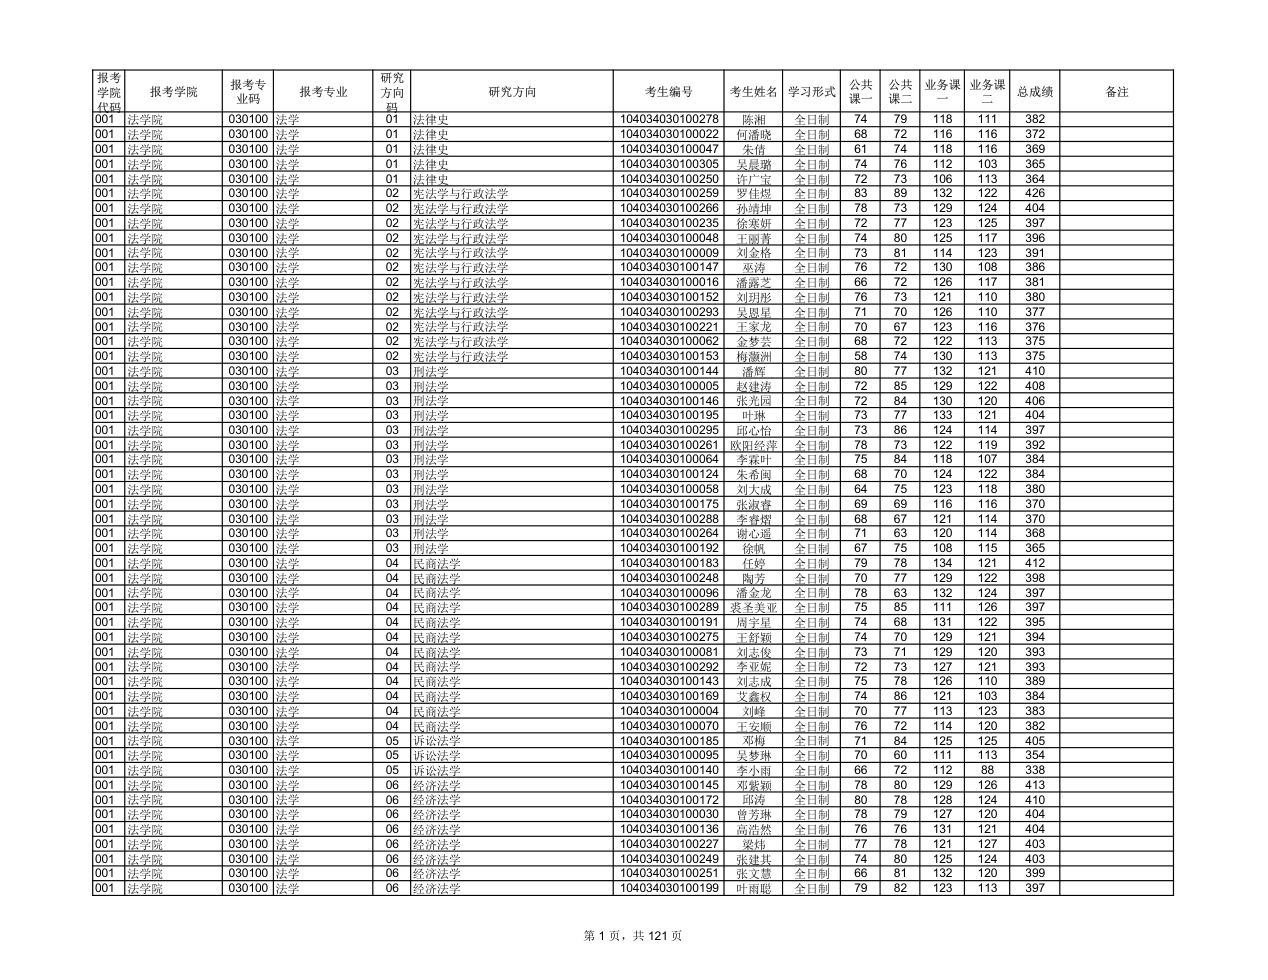 报考学院代码 报考学院 报考专业码 报考专业 研究方向码 研究方向 考生编号 考生姓名 学习形式 公共课一 公共课二 业务课一 业务课二 总成绩 备注
001 法学院 030100 法学 01 法律史 104034030100278 陈湘 全日制 74 79 118 111 382
001 法学院 030100 法学 01 法律史 104034030100022 何潘晓 全日制 68 72 116 116 372
001 法学院 030100 法学 01 法律史 104034030100047 朱倩 全日制 61 74 118 116 369
001 法学院 030100 法学 01 法律史 104034030100305 吴晨璐 全日制 74 76 112 103 365
001 法学院 030100 法学 01 法律史 104034030100250 许广宝 全日制 72 73 106 113 364
001 法学院 030100 法学 02 宪法学与行政法学 104034030100259 罗佳煜 全日制 83 89 132 122 426
001 法学院 030100 法学 02 宪法学与行政法学 104034030100266 孙靖坤 全日制 78 73 129 124 404
001 法学院 030100 法学 02 宪法学与行政法学 104034030100235 徐寒妍 全日制 72 77 123 125 397
001 法学院 030100 法学 02 宪法学与行政法学 104034030100048 王丽菁 全日制 74 80 125 117 396
001 法学院 030100 法学 02 宪法学与行政法学 104034030100009 刘金格 全日制 73 81 114 123 391
001 法学院 030100 法学 02 宪法学与行政法学 104034030100147 巫涛 全日制 76 72 130 108 386
001 法学院 030100 法学 02 宪法学与行政法学 104034030100016 潘露芝 全日制 66 72 126 117 381
001 法学院 030100 法学 02 宪法学与行政法学 104034030100152 刘玥彤 全日制 76 73 121 110 380
001 法学院 030100 法学 02 宪法学与行政法学 104034030100293 吴恩星 全日制 71 70 126 110 377
001 法学院 030100 法学 02 宪法学与行政法学 104034030100221 王家龙 全日制 70 67 123 116 376
001 法学院 030100 法学 02 宪法学与行政法学 104034030100062 金梦芸 全日制 68 72 122 113 375
001 法学院 030100 法学 02 宪法学与行政法学 104034030100153 梅灏洲 全日制 58 74 130 113 375
001 法学院 030100 法学 03 刑法学 104034030100144 潘辉 全日制 80 77 132 121 410
001 法学院 030100 法学 03 刑法学 104034030100005 赵建涛 全日制 72 85 129 122 408
001 法学院 030100 法学 03 刑法学 104034030100146 张光园 全日制 72 84 130 120 406
001 法学院 030100 法学 03 刑法学 104034030100195 叶琳 全日制 73 77 133 121 404
001 法学院 030100 法学 03 刑法学 104034030100295 邱心怡 全日制 73 86 124 114 397
001 法学院 030100 法学 03 刑法学 104034030100261 欧阳经萍 全日制 78 73 122 119 392
001 法学院 030100 法学 03 刑法学 104034030100064 李霖叶 全日制 75 84 118 107 384
001 法学院 030100 法学 03 刑法学 104034030100124 朱希闽 全日制 68 70 124 122 384
001 法学院 030100 法学 03 刑法学 104034030100058 刘大成 全日制 64 75 123 118 380
001 法学院 030100 法学 03 刑法学 104034030100175 张淑睿 全日制 69 69 116 116 370
001 法学院 030100 法学 03 刑法学 104034030100288 李睿熠 全日制 68 67 121 114 370
001 法学院 030100 法学 03 刑法学 104034030100264 谢心遥 全日制 71 63 120 114 368
001 法学院 030100 法学 03 刑法学 104034030100192 徐帆 全日制 67 75 108 115 365
001 法学院 030100 法学 04 民商法学 104034030100183 任婷 全日制 79 78 134 121 412
001 法学院 030100 法学 04 民商法学 104034030100248 陶芳 全日制 70 77 129 122 398
001 法学院 030100 法学 04 民商法学 104034030100096 潘金龙 全日制 78 63 132 124 397
001 法学院 030100 法学 04 民商法学 104034030100289 裘圣美亚 全日制 75 85 111 126 397
001 法学院 030100 法学 04 民商法学 104034030100191 周宇星 全日制 74 68 131 122 395
001 法学院 030100 法学 04 民商法学 104034030100275 王舒颖 全日制 74 70 129 121 394
001 法学院 030100 法学 04 民商法学 104034030100081 刘志俊 全日制 73 71 129 120 393
001 法学院 030100 法学 04 民商法学 104034030100292 李亚妮 全日制 72 73 127 121 393
001 法学院 030100 法学 04 民商法学 104034030100143 刘志成 全日制 75 78 126 110 389
001 法学院 030100 法学 04 民商法学 104034030100169 艾鑫权 全日制 74 86 121 103 384
001 法学院 030100 法学 04 民商法学 104034030100004 刘峰 全日制 70 77 113 123 383
001 法学院 030100 法学 04 民商法学 104034030100070 王安顺 全日制 76 72 114 120 382
001 法学院 030100 法学 05 诉讼法学 104034030100185 邓梅 全日制 71 84 125 125 405
001 法学院 030100 法学 05 诉讼法学 104034030100095 吴梦琳 全日制 70 60 111 113 354
001 法学院 030100 法学 05 诉讼法学 104034030100140 李小雨 全日制 66 72 112 88 338
001 法学院 030100 法学 06 经济法学 104034030100145 邓紫颖 全日制 78 80 129 126 413
001 法学院 030100 法学 06 经济法学 104034030100172 邱涛 全日制 80 78 128 124 410
001 法学院 030100 法学 06 经济法学 104034030100030 曾芳琳 全日制 78 79 127 120 404
001 法学院 030100 法学 06 经济法学 104034030100136 高浩然 全日制 76 76 131 121 404
001 法学院 030100 法学 06 经济法学 104034030100227 梁炜 全日制 77 78 121 127 403
001 法学院 030100 法学 06 经济法学 104034030100249 张建其 全日制 74 80 125 124 403
001 法学院 030100 法学 06 经济法学 104034030100251 张文慧 全日制 66 81 132 120 399
001 法学院 030100 法学 06 经济法学 104034030100199 叶雨聪 全日制 79 82 123 113 397
第 1 页，共 121 页